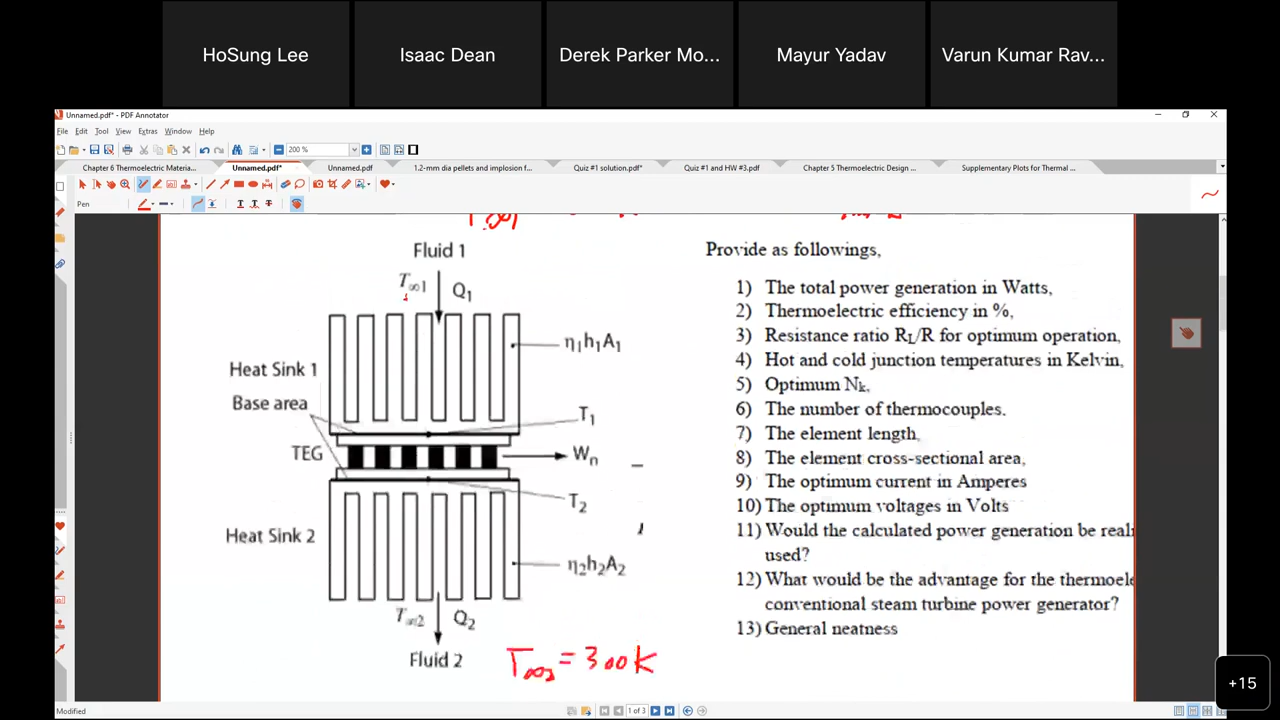 HoSung Lee
Isaac Dean
Derek Parker Mo...
Mayur Yadav
Varun Kumar Rav...
Unnamed.pdf* - PDF Annotator
File Edit Tool View Extras Window Help
200 %
Chapter 6 Thermoelectric Materia...
Unnamed.pdf*
Unnamed.pdf
1.2-mm dia pellets and implosion f...
Quiz #1 solution.pdf*
Quiz #1 and HW #3.pdf
Chapter 5 Thermoelectric Design ...
Supplementary Plots for Thermal ...
Pen
Fluid 1
T∞1
Q1
η1h1A1
Heat Sink 1
Base area
T1
TEG
Wn
T2
Heat Sink 2
η2h2A2
T∞2
Q2
Fluid 2
T∞2 = 300K
Provide as followings,
1) The total power generation in Watts,
2) Thermoelectric efficiency in %,
3) Resistance ratio RL/R for optimum operation,
4) Hot and cold junction temperatures in Kelvin,
5) Optimum Nk,
6) The number of thermocouples.
7) The element length,
8) The element cross-sectional area,
9) The optimum current in Amperes
10) The optimum voltages in Volts
11) Would the calculated power generation be real
used?
12) What would be the advantage for the thermoele
conventional steam turbine power generator?
13) General neatness
+15
Modified
1 of 3